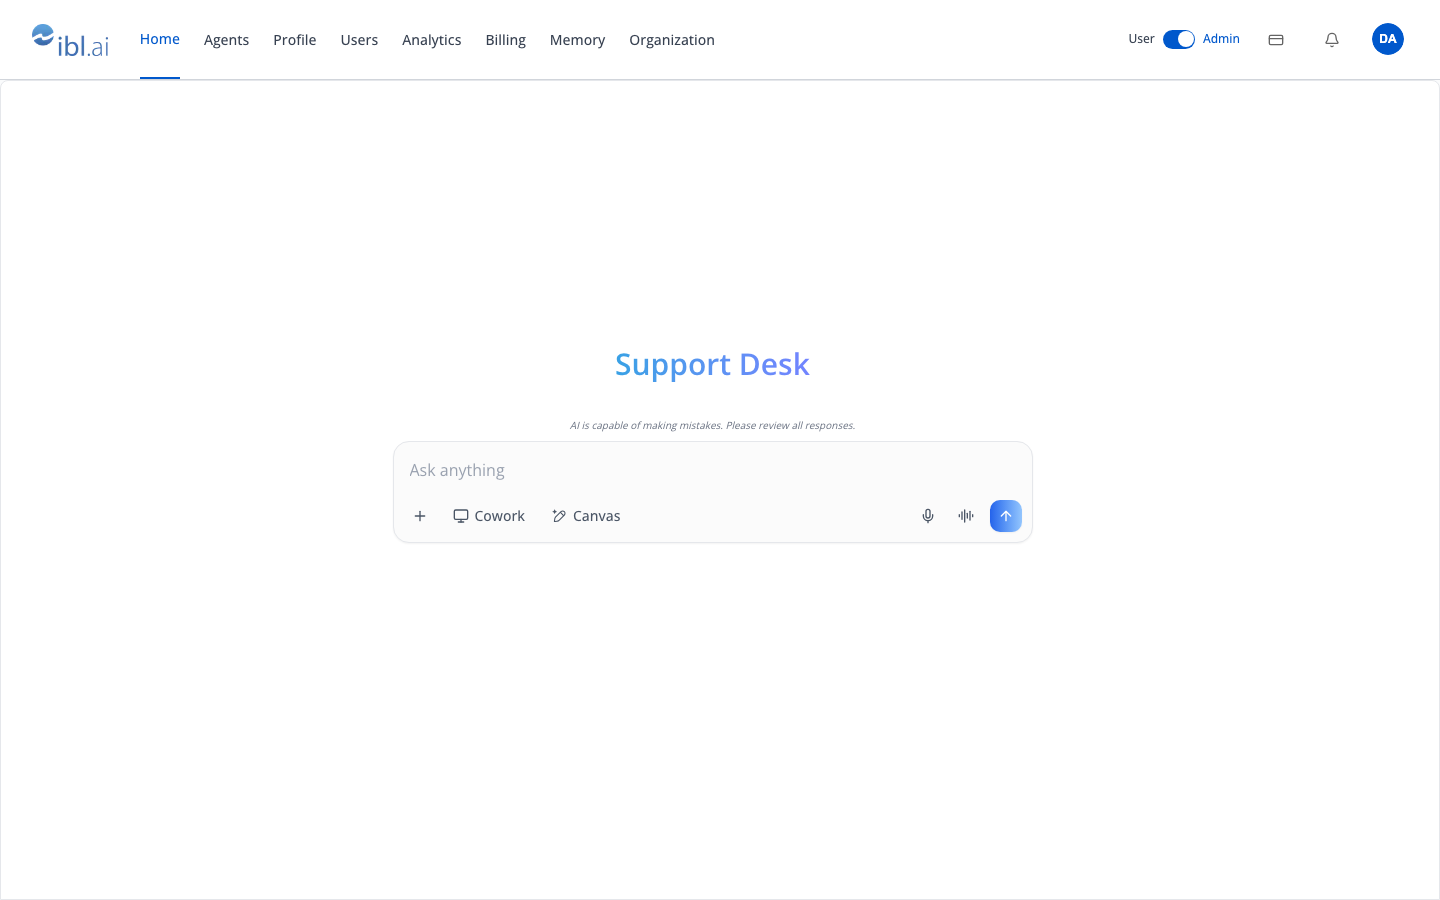 ibl.ai
Home Agents Profile Users Analytics Billing Memory Organization User Admin DA
Support Desk
AI is capable of making mistakes. Please review all responses.
Ask anything
Cowork Canvas